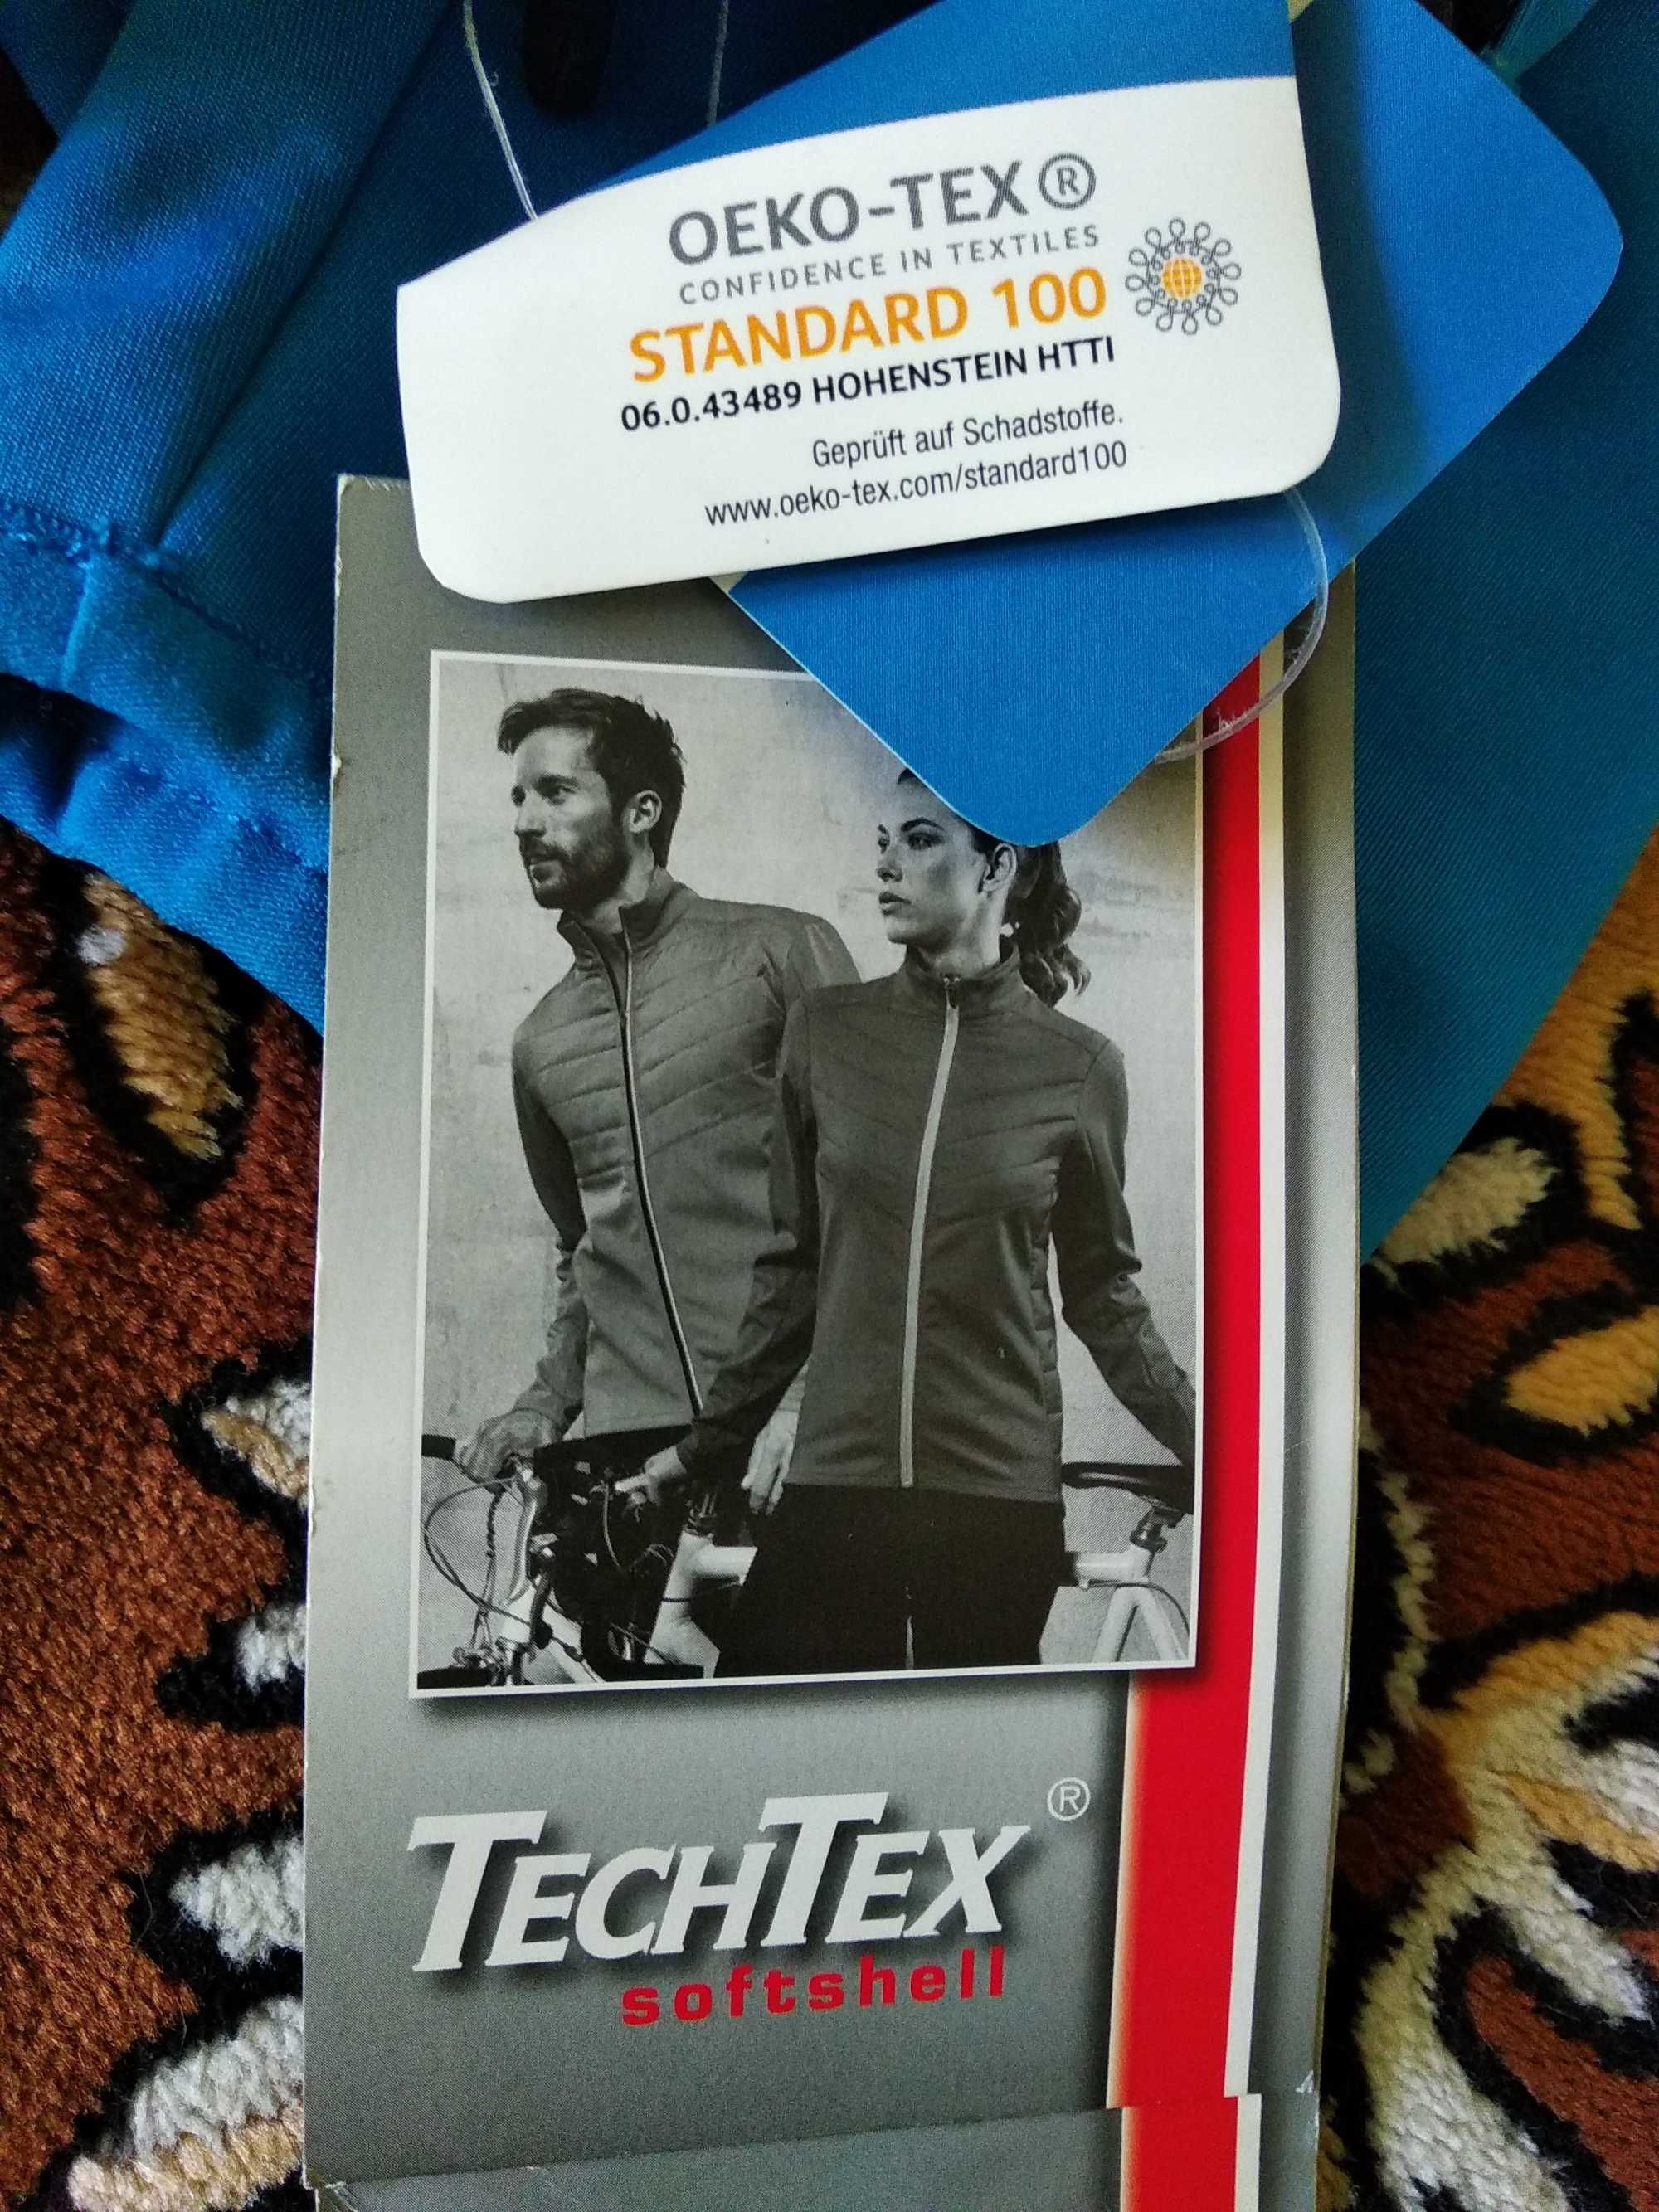 OEKO-TEX®
CONFIDENCE IN TEXTILES
STANDARD 100
06.0.43489 HOHENSTEIN HTTI
Geprüft auf Schadstoffe.
www.oeko-tex.com/standard100
TECHTEX®
softshell